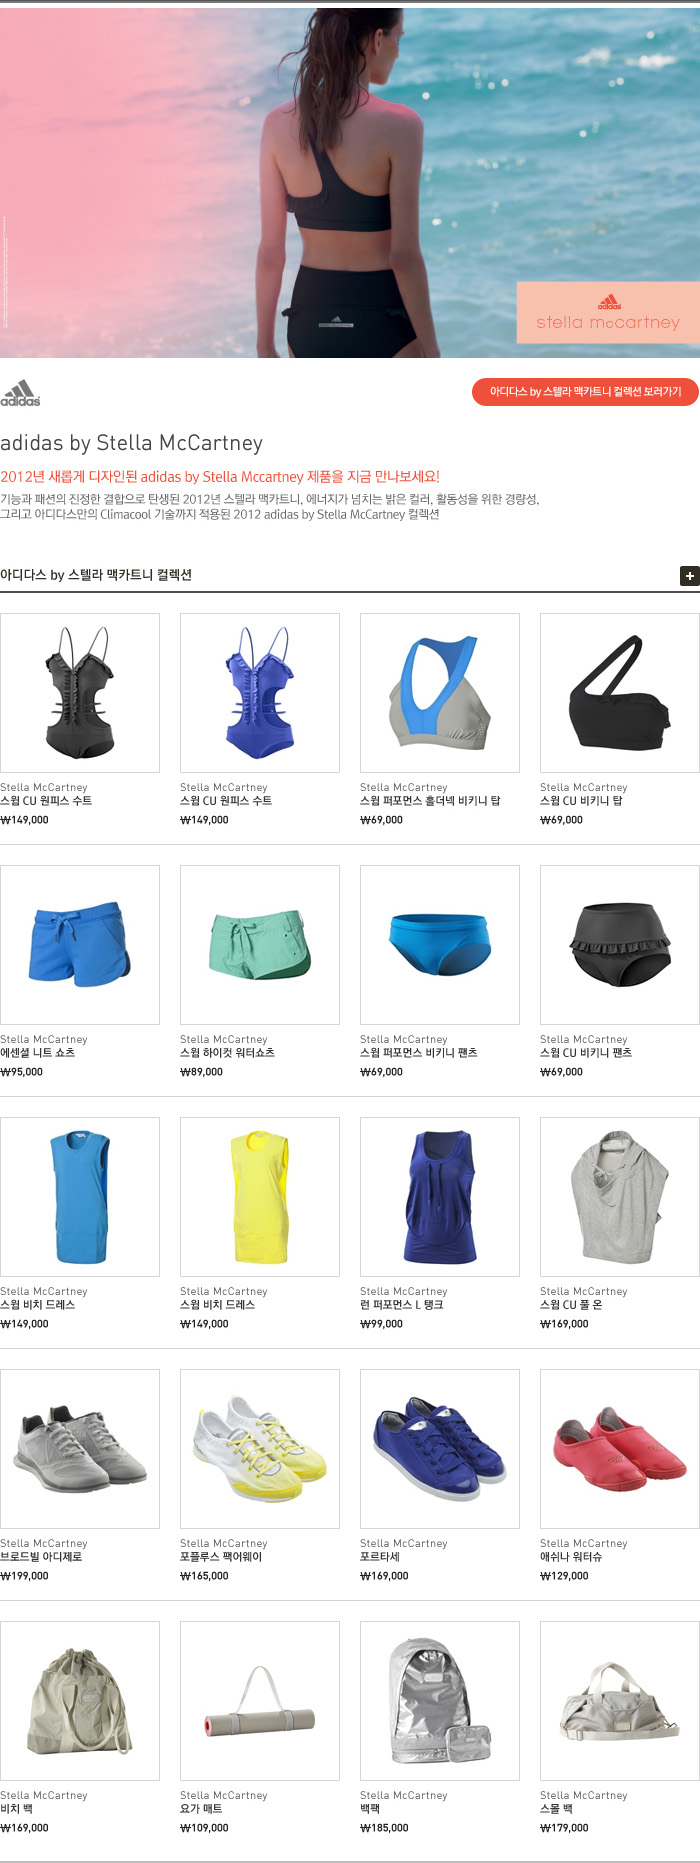 adidas
stella mccartney
adidas
아디다스 by 스텔라 맥카트니 컬렉션 보러가기
adidas by Stella McCartney
2012년 새롭게 디자인된 adidas by Stella Mccartney 제품을 지금 만나보세요!
기능과 패션의 진정한 결합으로 탄생된 2012년 스텔라 맥카트니, 에너지가 넘치는 밝은 컬러, 활동성을 위한 경량성,
그리고 아디다스만의 Climacool 기술까지 적용된 2012 adidas by Stella McCartney 컬렉션
아디다스 by 스텔라 맥카트니 컬렉션
Stella McCartney
스윔 CU 원피스 수트
₩149,000
Stella McCartney
스윔 CU 원피스 수트
₩149,000
Stella McCartney
스윔 퍼포먼스 홀더넥 비키니 탑
₩69,000
Stella McCartney
스윔 CU 비키니 탑
₩69,000
Stella McCartney
에센셜 니트 쇼츠
₩95,000
Stella McCartney
스윔 하이컷 워터쇼츠
₩89,000
Stella McCartney
스윔 퍼포먼스 비키니 팬츠
₩69,000
Stella McCartney
스윔 CU 비키니 팬츠
₩69,000
Stella McCartney
스윔 비치 드레스
₩149,000
Stella McCartney
스윔 비치 드레스
₩149,000
Stella McCartney
런 퍼포먼스 L 탱크
₩99,000
Stella McCartney
스윔 CU 풀 온
₩169,000
Stella McCartney
브로드빌 아디제로
₩199,000
Stella McCartney
포플루스 팩어웨이
₩165,000
Stella McCartney
포르타세
₩169,000
Stella McCartney
애쉬나 워터슈
₩129,000
Stella McCartney
비치 백
₩169,000
Stella McCartney
요가 매트
₩109,000
Stella McCartney
백팩
₩185,000
Stella McCartney
스몰 백
₩179,000